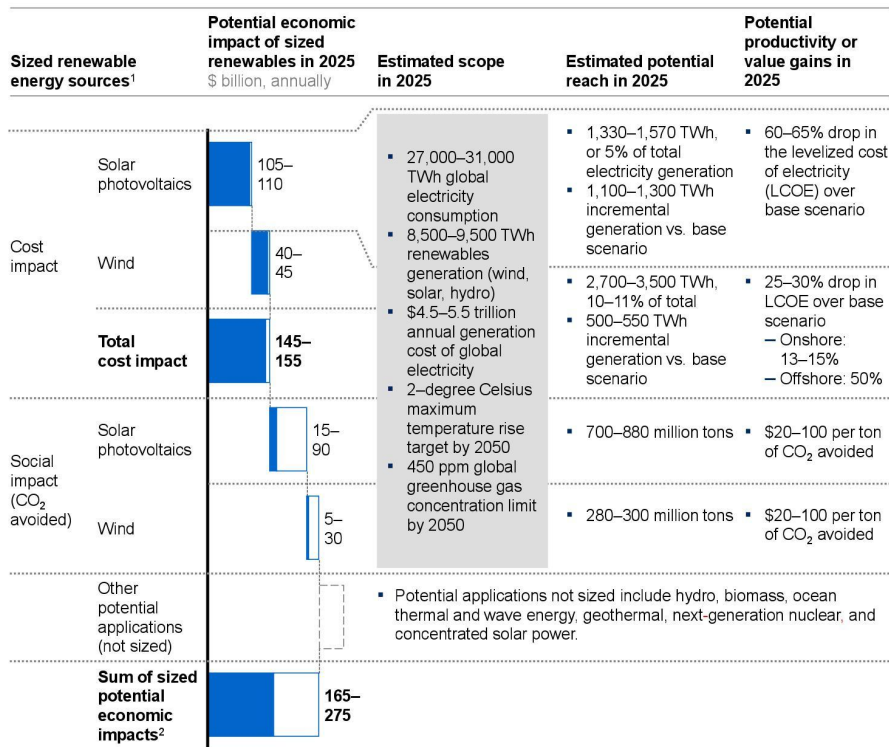 Sized renewable
energy sources¹
Potential economic
impact of sized
renewables in 2025
$ billion, annually
Estimated scope
in 2025
Estimated potential
reach in 2025
Potential
productivity or
value gains in
2025
Cost
impact
Solar
photovoltaics
105–
110
Wind
40–
45
Total
cost impact
145–
155
Social
impact
(CO₂
avoided)
Solar
photovoltaics
15–
90
Wind
5–
30
▪ 27,000–31,000
TWh global
electricity
consumption
▪ 8,500–9,500 TWh
renewables
generation (wind,
solar, hydro)
▪ $4.5–5.5 trillion
annual generation
cost of global
electricity
▪ 2–degree Celsius
maximum
temperature rise
target by 2050
▪ 450 ppm global
greenhouse gas
concentration limit
by 2050
▪ 1,330–1,570 TWh,
or 5% of total
electricity generation
▪ 1,100–1,300 TWh
incremental
generation vs. base
scenario
▪ 60–65% drop in
the levelized cost
of electricity
(LCOE) over
base scenario
▪ 2,700–3,500 TWh,
10–11% of total
▪ 500–550 TWh
incremental
generation vs. base
scenario
▪ 25–30% drop in
LCOE over base
scenario
– Onshore:
13–15%
– Offshore: 50%
▪ 700–880 million tons
▪ $20–100 per ton
of CO₂ avoided
▪ 280–300 million tons
▪ $20–100 per ton
of CO₂ avoided
Other
potential
applications
(not sized)
▪ Potential applications not sized include hydro, biomass, ocean
thermal and wave energy, geothermal, next-generation nuclear, and
concentrated solar power.
Sum of sized
potential
economic
impacts²
165–
275